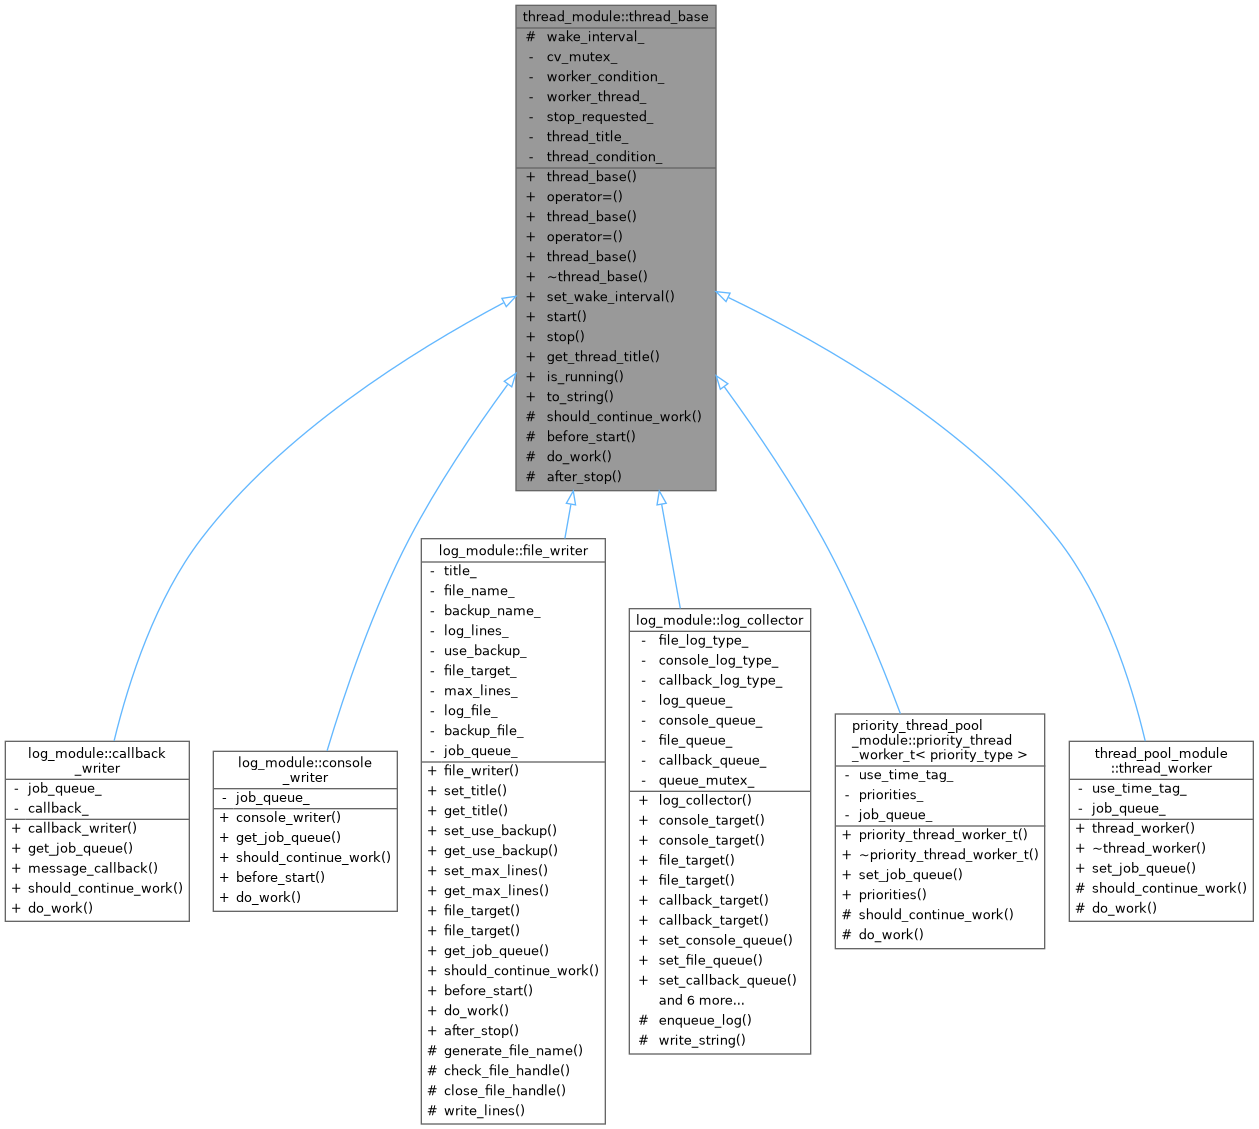 thread_module::thread_base
# wake_interval_
- cv_mutex_
- worker_condition_
- worker_thread_
- stop_requested_
- thread_title_
- thread_condition_
+ thread_base()
+ operator=()
+ thread_base()
+ operator=()
+ thread_base()
+ ~thread_base()
+ set_wake_interval()
+ start()
+ stop()
+ get_thread_title()
+ is_running()
+ to_string()
# should_continue_work()
# before_start()
# do_work()
# after_stop()
log_module::callback
_writer
- job_queue_
- callback_
+ callback_writer()
+ get_job_queue()
+ message_callback()
+ should_continue_work()
+ do_work()
log_module::console
_writer
- job_queue_
+ console_writer()
+ get_job_queue()
+ should_continue_work()
+ before_start()
+ do_work()
log_module::file_writer
- title_
- file_name_
- backup_name_
- log_lines_
- use_backup_
- file_target_
- max_lines_
- log_file_
- backup_file_
- job_queue_
+ file_writer()
+ set_title()
+ get_title()
+ set_use_backup()
+ get_use_backup()
+ set_max_lines()
+ get_max_lines()
+ file_target()
+ file_target()
+ get_job_queue()
+ should_continue_work()
+ before_start()
+ do_work()
+ after_stop()
# generate_file_name()
# check_file_handle()
# close_file_handle()
# write_lines()
log_module::log_collector
- file_log_type_
- console_log_type_
- callback_log_type_
- log_queue_
- console_queue_
- file_queue_
- callback_queue_
- queue_mutex_
+ log_collector()
+ console_target()
+ console_target()
+ file_target()
+ file_target()
+ callback_target()
+ callback_target()
+ set_console_queue()
+ set_file_queue()
+ set_callback_queue()
and 6 more...
# enqueue_log()
# write_string()
priority_thread_pool
_module::priority_thread
_worker_t< priority_type >
- use_time_tag_
- priorities_
- job_queue_
+ priority_thread_worker_t()
+ ~priority_thread_worker_t()
+ set_job_queue()
+ priorities()
# should_continue_work()
# do_work()
thread_pool_module
::thread_worker
- use_time_tag_
- job_queue_
+ thread_worker()
+ ~thread_worker()
+ set_job_queue()
# should_continue_work()
# do_work()